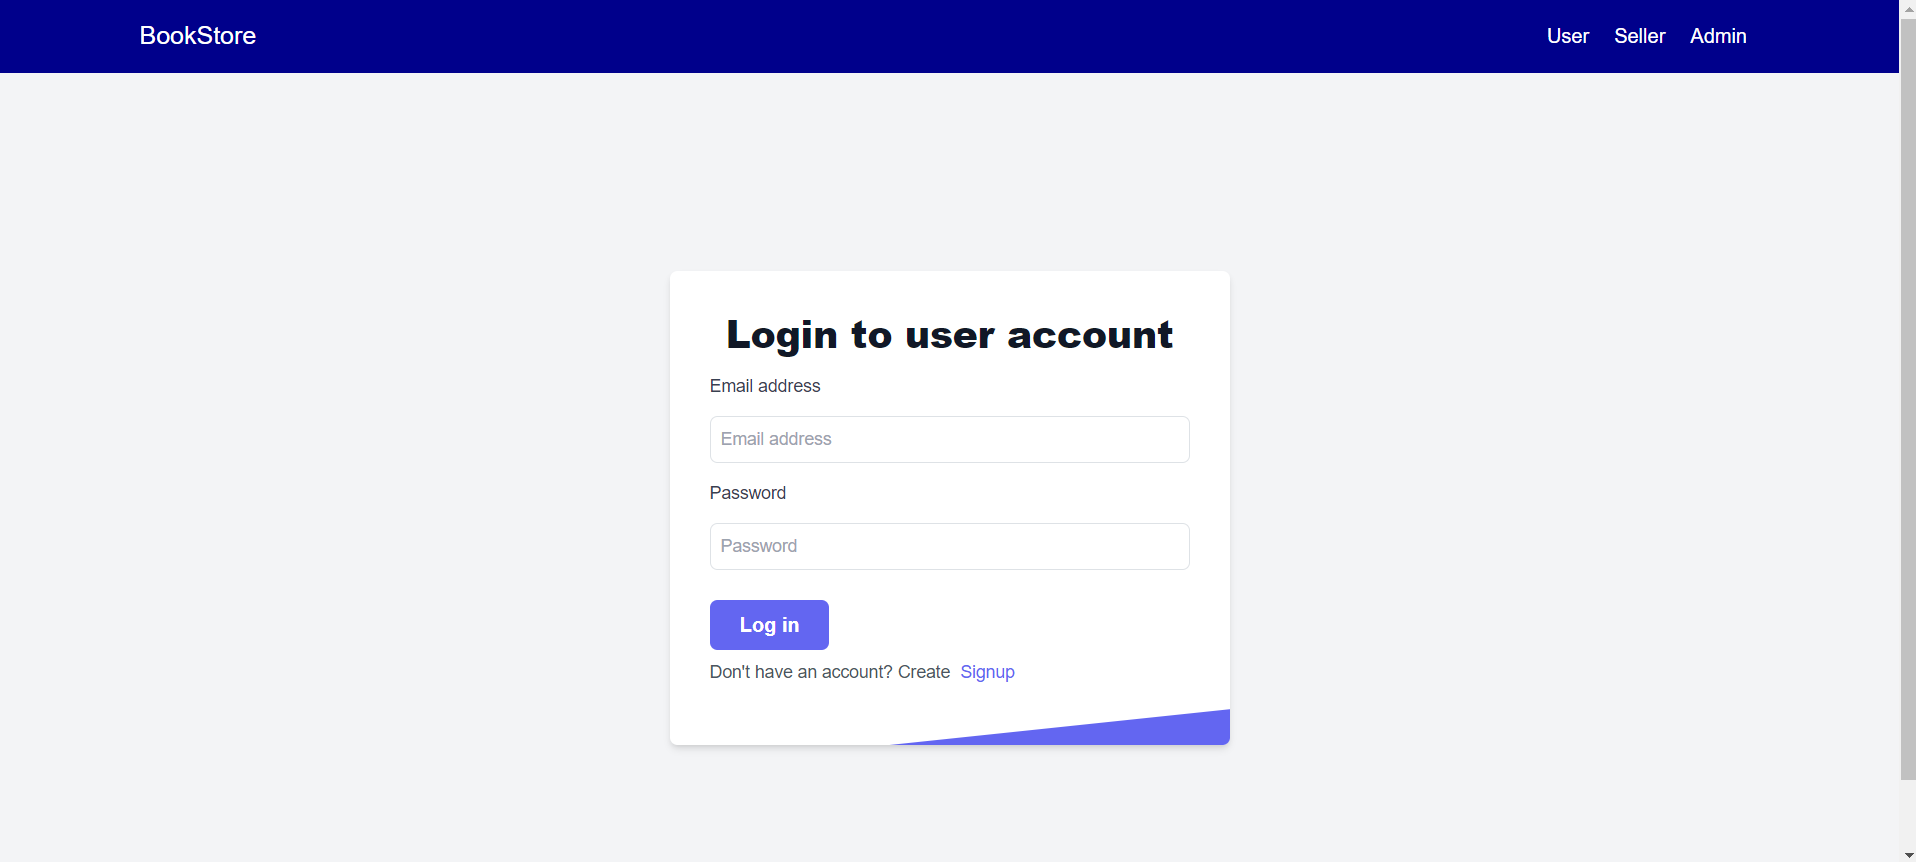 BookStore
User Seller Admin
Login to user account
Email address
Email address
Password
Password
Log in
Don't have an account? Create Signup